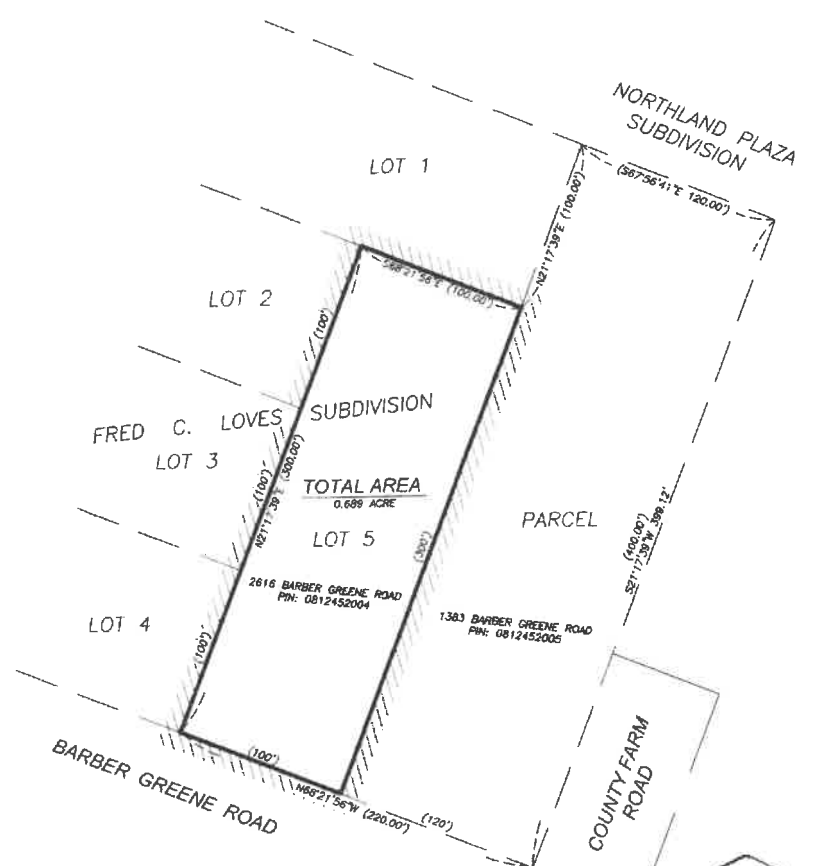 NORTHLAND PLAZA
SUBDIVISION
LOT 1
(S67°56'41"E 120.00')
N21°17'39"E (100.00')
S68°21'56"E (100.00')
LOT 2
(100')
FRED C. LOVES SUBDIVISION
LOT 3
(100')
N21°17'39"E (300.00')
TOTAL AREA
0.689 ACRE
LOT 5
(300')
PARCEL
(400.00')
S21°17'39"W 399.12'
2616 BARBER GREENE ROAD
PIN: 0812452004
1383 BARBER GREENE ROAD
PIN: 0812452005
LOT 4
(100')
COUNTY FARM
ROAD
BARBER GREENE ROAD
(100')
N68°21'56"W (220.00')
(120')